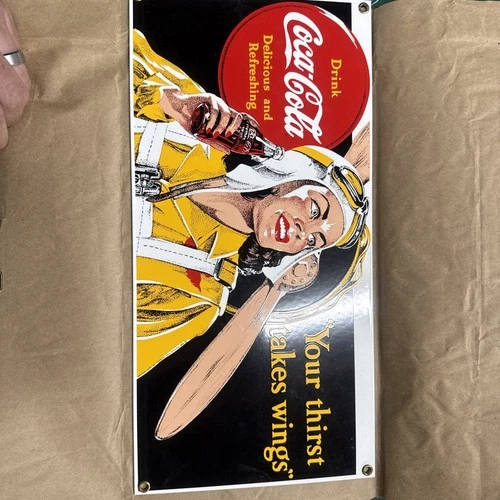 Drink
Coca-Cola
Delicious and
Refreshing
"Your thirst
takes wings"